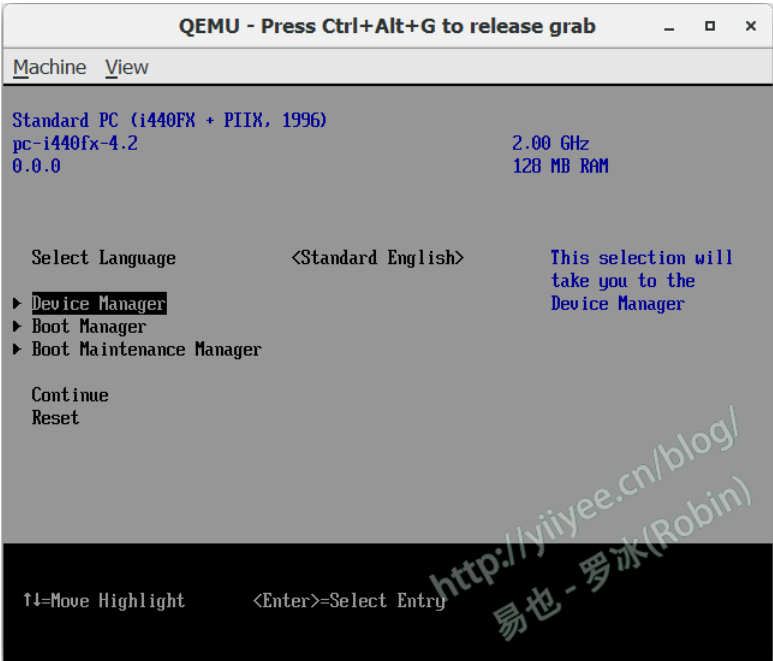 QEMU - Press Ctrl+Alt+G to release grab
Machine View
Standard PC (i440FX + PIIX, 1996)
pc-i440fx-4.2 2.00 GHz
0.0.0 128 MB RAM
Select Language <Standard English> This selection will
take you to the
▶ Device Manager Device Manager
▶ Boot Manager
▶ Boot Maintenance Manager
Continue
Reset
http://yiiyee.cn/blog/
易也 - 罗冰(Robin)
↑↓=Move Highlight <Enter>=Select Entry